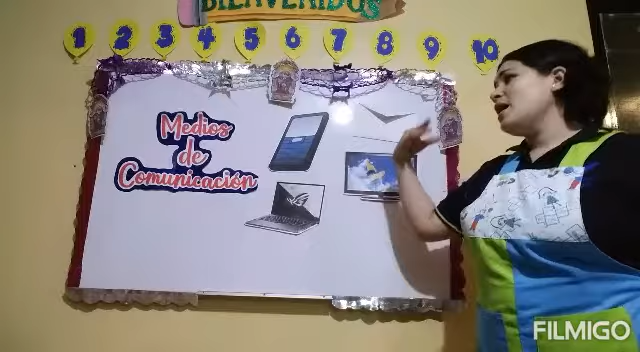 BIENVENIDOS
1 2 3 4 5 6 7 8 9 10
Medios
de
Comunicación
FILMIGO